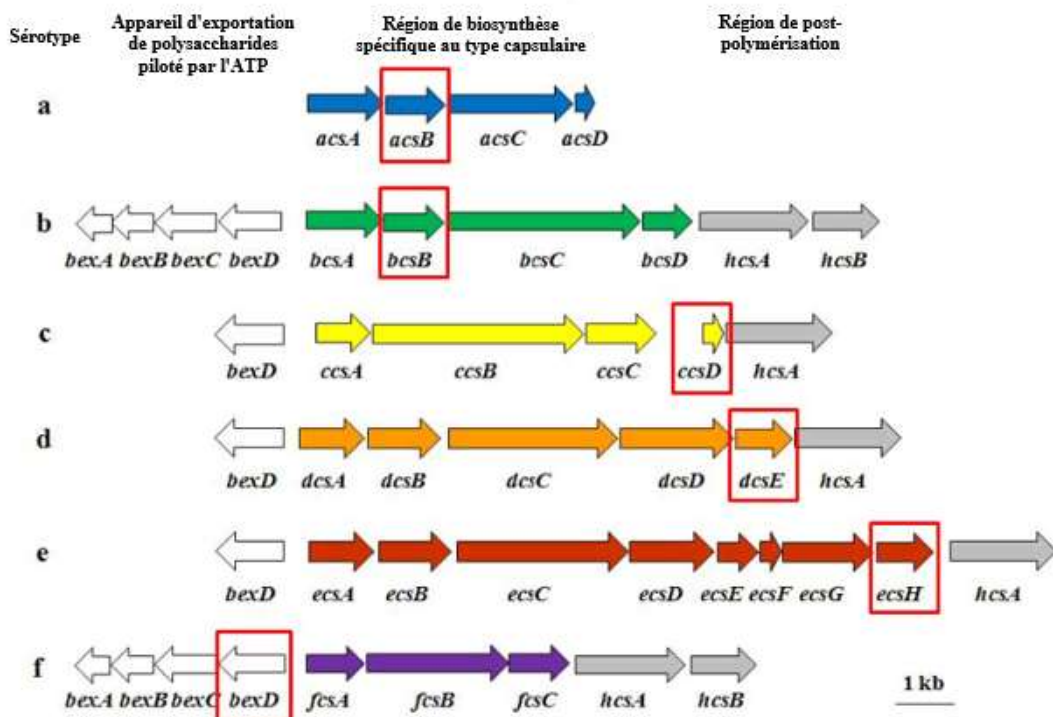 Sérotype
Appareil d'exportation
de polysaccharides
piloté par l'ATP
Région de biosynthèse
spécifique au type capsulaire
Région de post-
polymérisation
a
acsA acsB acsC acsD
b
bexA bexB bexC bexD bcsA bcsB bcsC bcsD hcsA hcsB
c
bexD ccsA ccsB ccsC ccsD hcsA
d
bexD dcsA dcsB dcsC dcsD dcsE hcsA
e
bexD ecsA ecsB ecsC ecsD ecsE ecsF ecsG ecsH hcsA
f
bexA bexB bexC bexD fcsA fcsB fcsC hcsA hcsB
1 kb